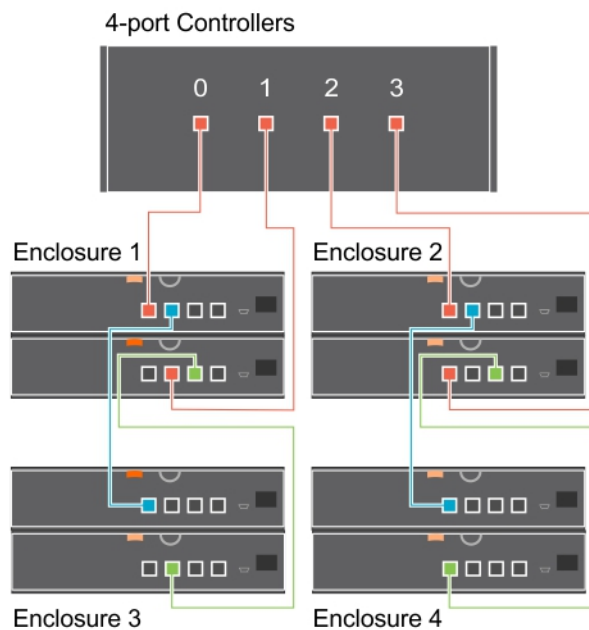 4-port Controllers
0 1 2 3
Enclosure 1 Enclosure 2
Enclosure 3 Enclosure 4